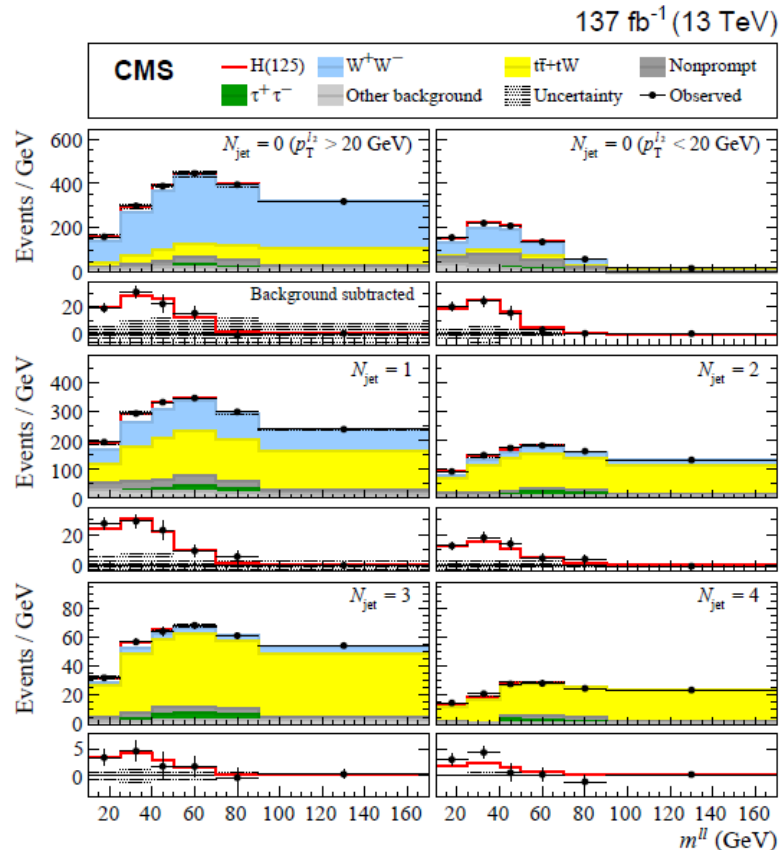 137 fb⁻¹ (13 TeV)
CMS
H(125) W⁺W⁻ tt̄+tW Nonprompt
τ⁺ τ⁻ Other background Uncertainty Observed
Events / GeV
600
400
200
0
N_jet = 0 (p_T^{l₂} > 20 GeV)
N_jet = 0 (p_T^{l₂} < 20 GeV)
20
0
Background subtracted
Events / GeV
400
300
200
100
0
N_jet = 1
N_jet = 2
20
0
Events / GeV
80
60
40
20
0
N_jet = 3
N_jet = 4
5
0
20 40 60 80 100 120 140 160
20 40 60 80 100 120 140 160
m^{ll} (GeV)